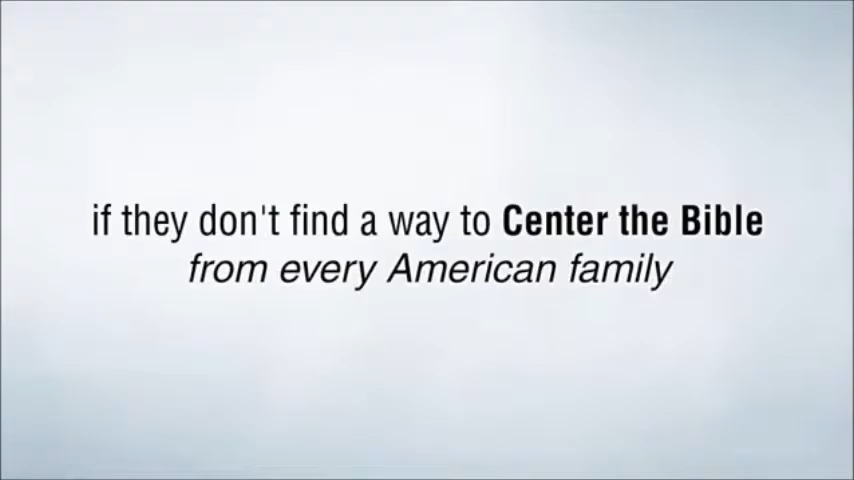 if they don't find a way to Center the Bible
from every American family